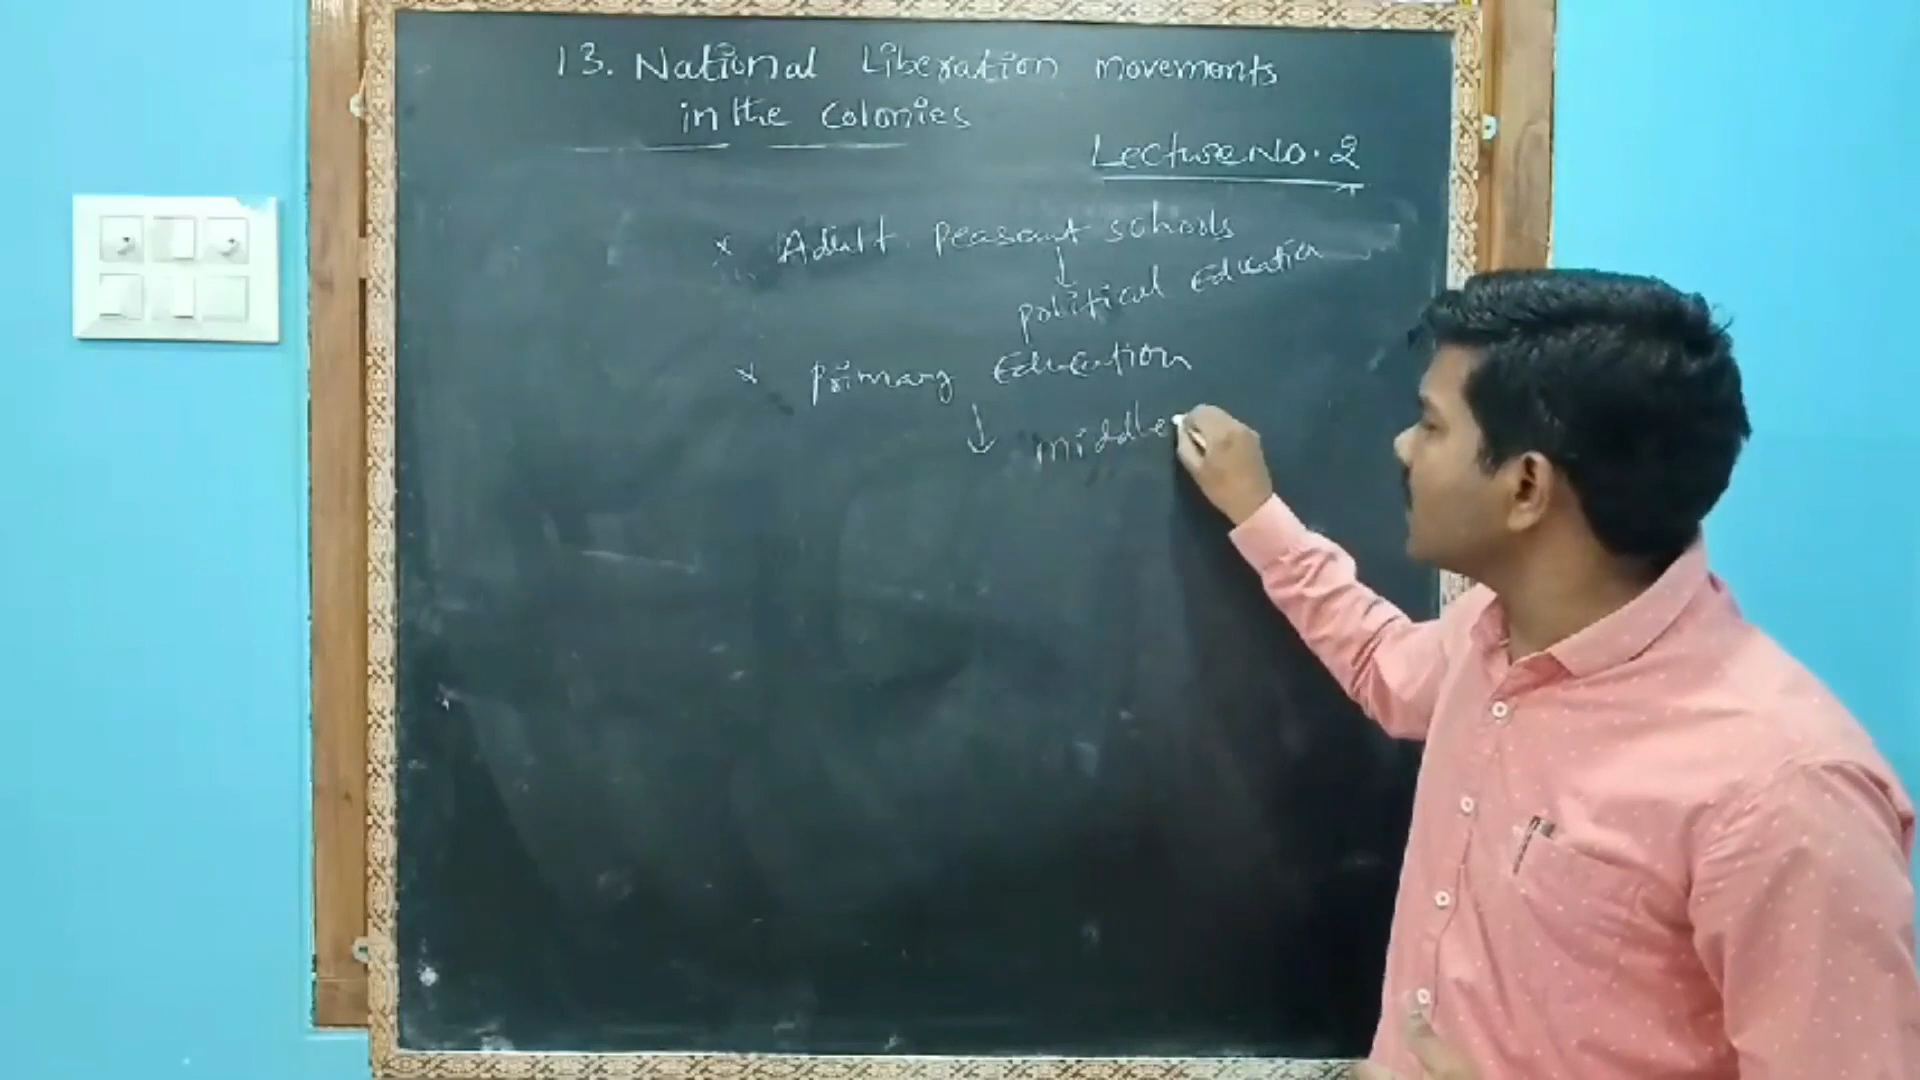 13. National Liberation movements
in the colonies
Lecture No. 2
* Adult peasant schools
↓
political Education
* primary Education
↓ middle